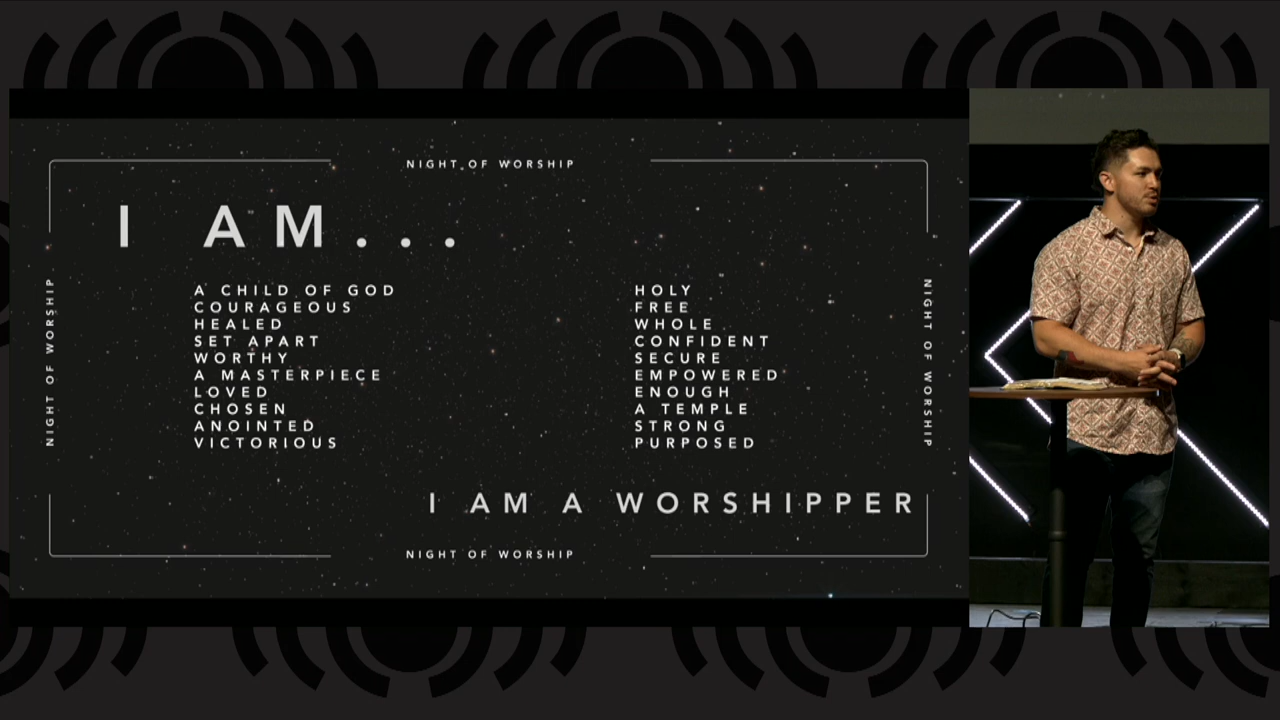 NIGHT OF WORSHIP
I AM...
A CHILD OF GOD
COURAGEOUS
HEALED
SET APART
WORTHY
A MASTERPIECE
LOVED
CHOSEN
ANOINTED
VICTORIOUS
HOLY
FREE
WHOLE
CONFIDENT
SECURE
EMPOWERED
ENOUGH
A TEMPLE
STRONG
PURPOSED
I AM A WORSHIPPER
NIGHT OF WORSHIP
NIGHT OF WORSHIP
NIGHT OF WORSHIP